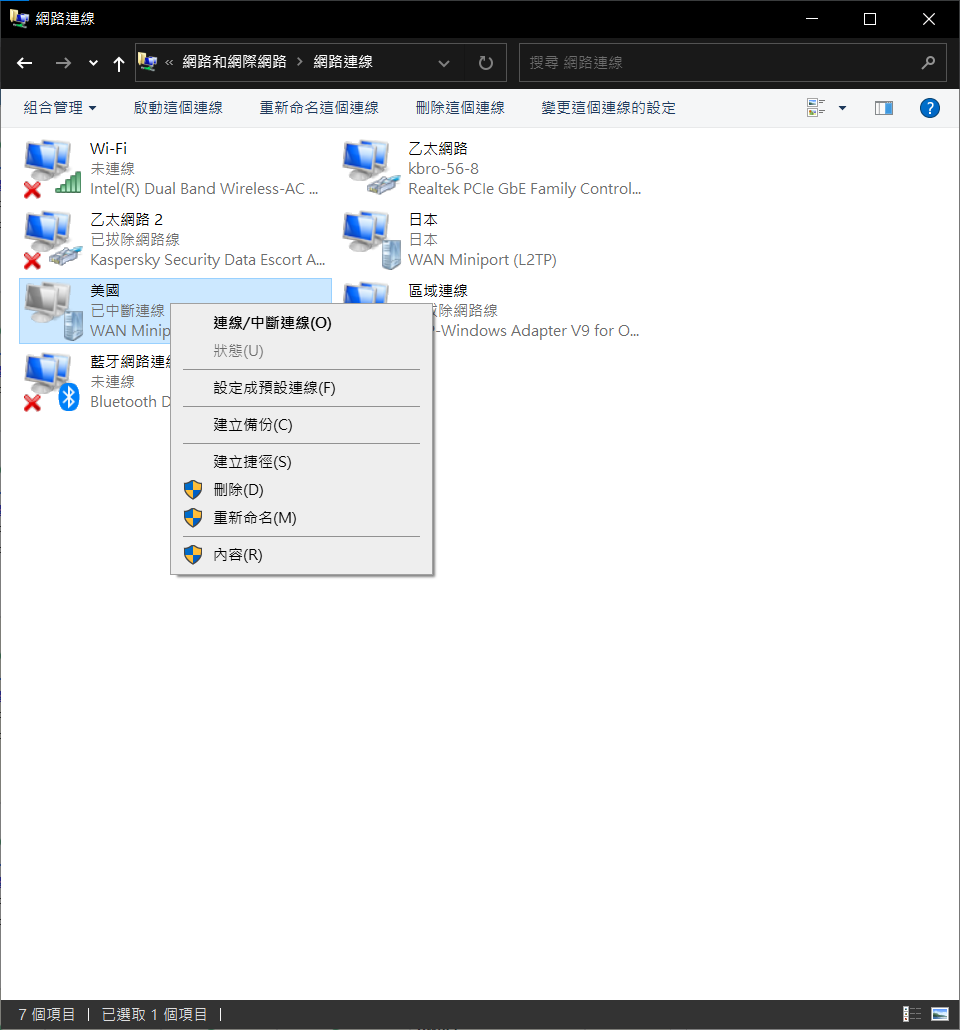 網路連線
« 網路和網際網路 > 網路連線
搜尋 網路連線
組合管理 啟動這個連線 重新命名這個連線 刪除這個連線 變更這個連線的設定
Wi-Fi
未連線
Intel(R) Dual Band Wireless-AC ...
乙太網路
kbro-56-8
Realtek PCIe GbE Family Control...
乙太網路 2
已拔除網路線
Kaspersky Security Data Escort A...
日本
日本
WAN Miniport (L2TP)
美國
已中斷連線
WAN Minip
區域連線
拔除網路線
P-Windows Adapter V9 for O...
藍牙網路連
未連線
Bluetooth D
連線/中斷連線(O)
狀態(U)
設定成預設連線(F)
建立備份(C)
建立捷徑(S)
刪除(D)
重新命名(M)
內容(R)
7 個項目 | 已選取 1 個項目 |